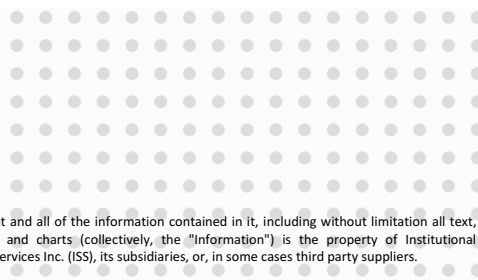 t and all of the information contained in it, including without limitation all text,
and charts (collectively, the "Information") is the property of Institutional
ervices Inc. (ISS), its subsidiaries, or, in some cases third party suppliers.